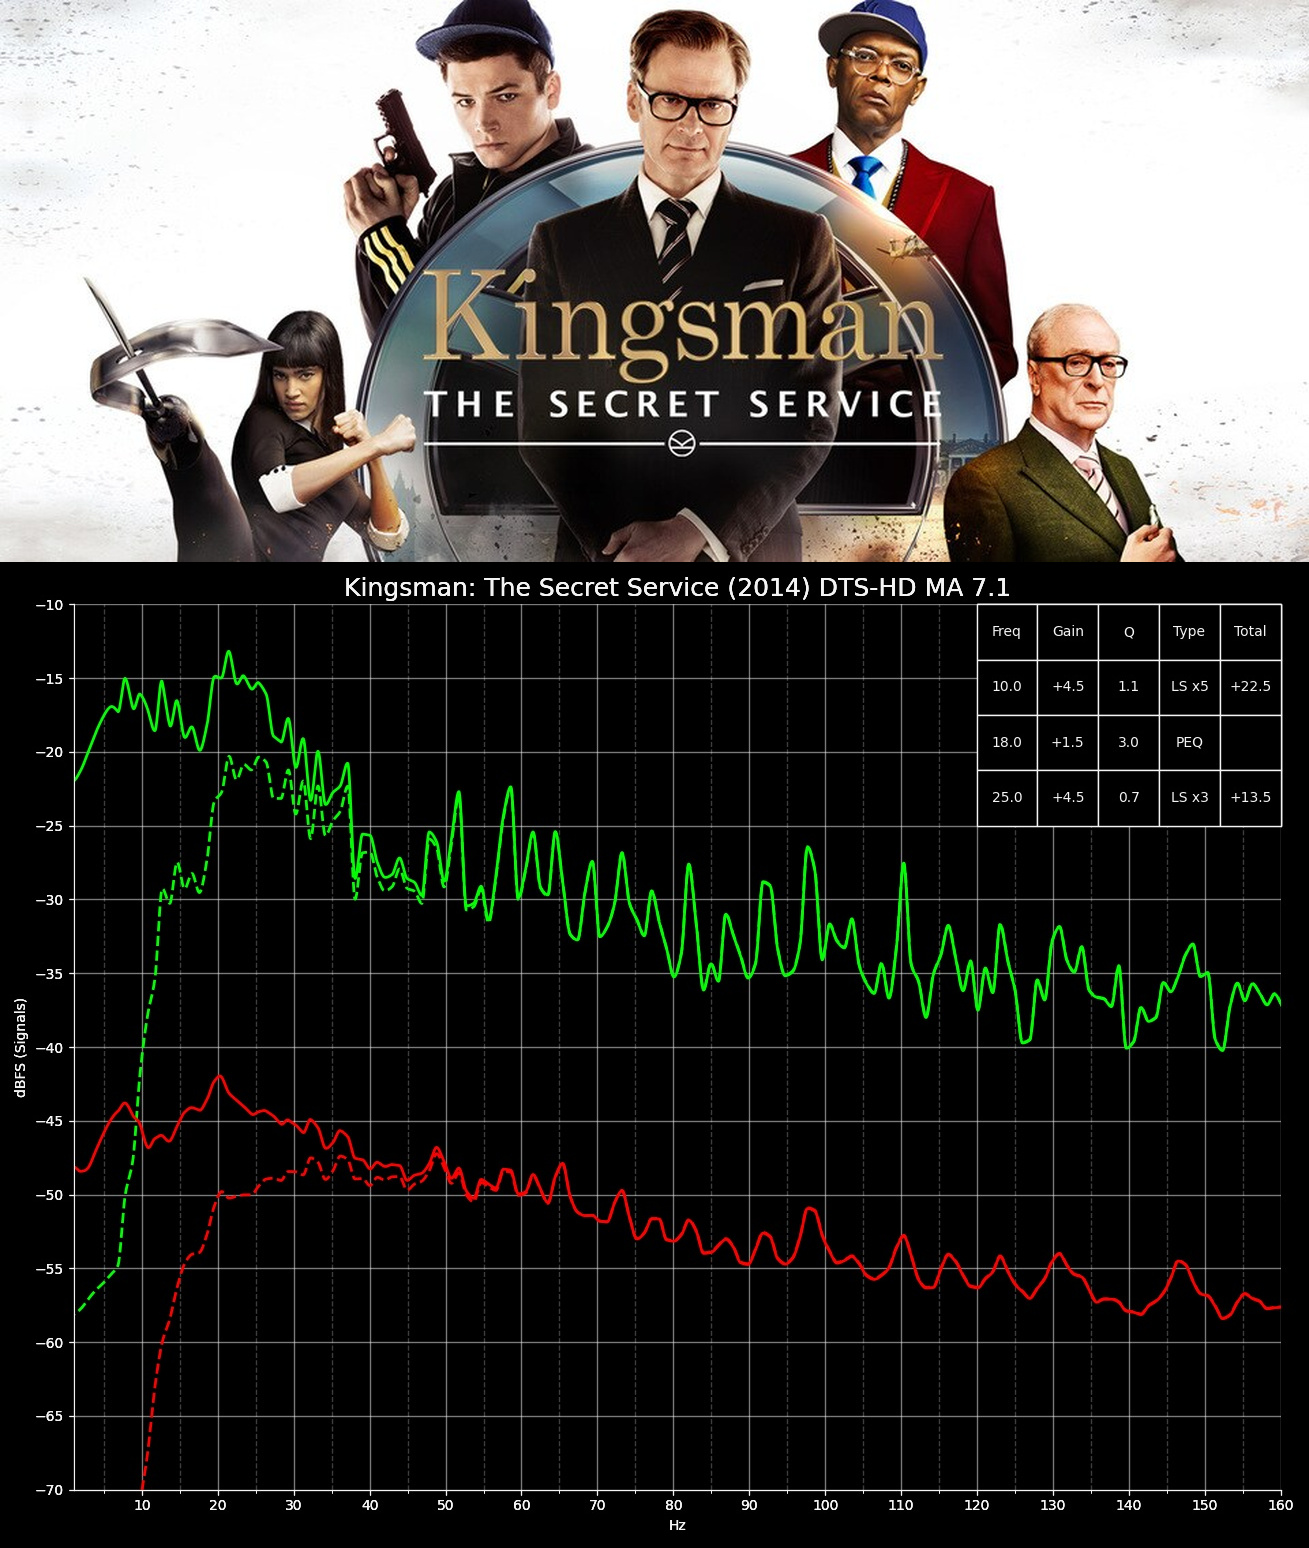 Kingsman
THE SECRET SERVICE
Kingsman: The Secret Service (2014) DTS-HD MA 7.1
Freq Gain Q Type Total
10.0 +4.5 1.1 LS x5 +22.5
18.0 +1.5 3.0 PEQ
25.0 +4.5 0.7 LS x3 +13.5
dBFS (Signals)
−10
−15
−20
−25
−30
−35
−40
−45
−50
−55
−60
−65
−70
10 20 30 40 50 60 70 80 90 100 110 120 130 140 150 160
Hz